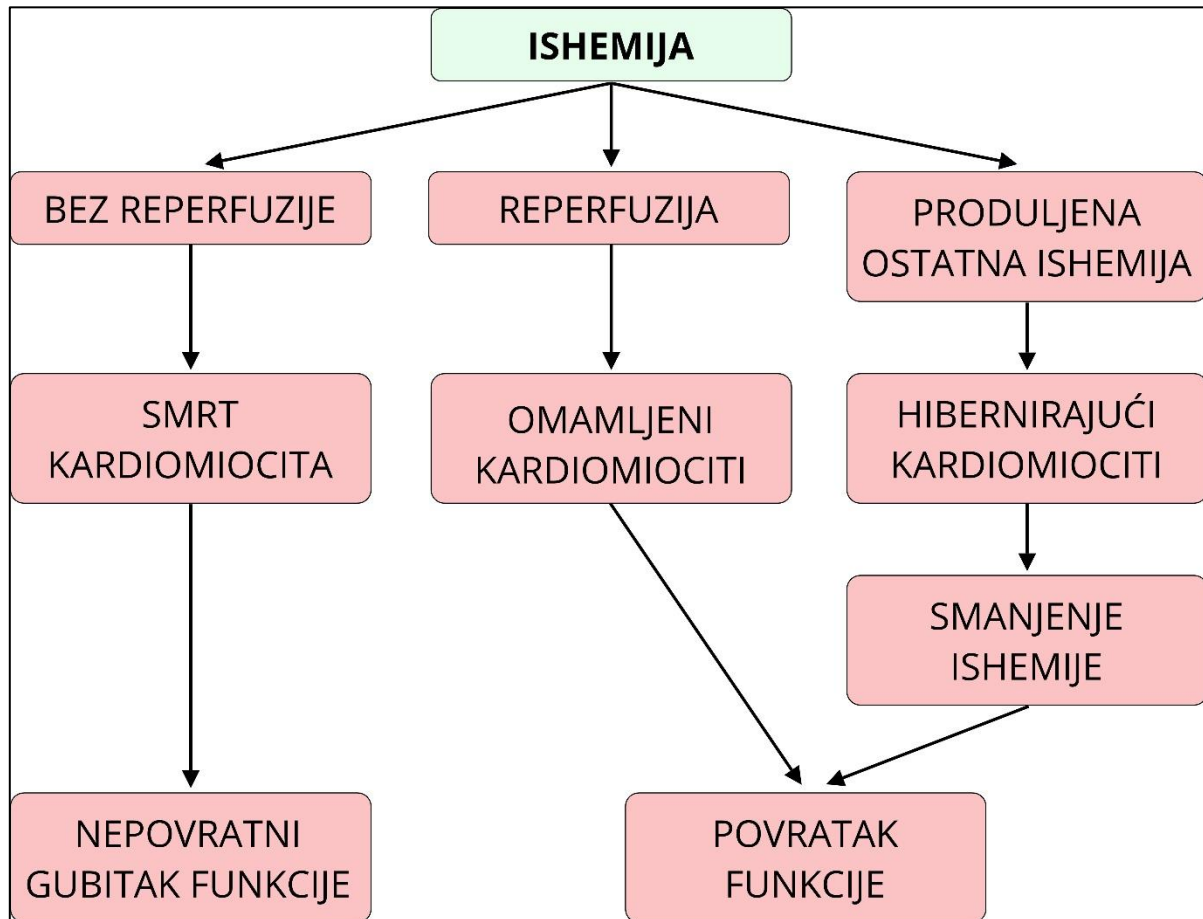 ISHEMIJA
BEZ REPERFUZIJE
REPERFUZIJA
PRODULJENA
OSTATNA ISHEMIJA
SMRT
KARDIOMIOCITA
OMAMLJENI
KARDIOMIOCITI
HIBERNIRAJUĆI
KARDIOMIOCITI
SMANJENJE
ISHEMIJE
NEPOVRATNI
GUBITAK FUNKCIJE
POVRATAK
FUNKCIJE